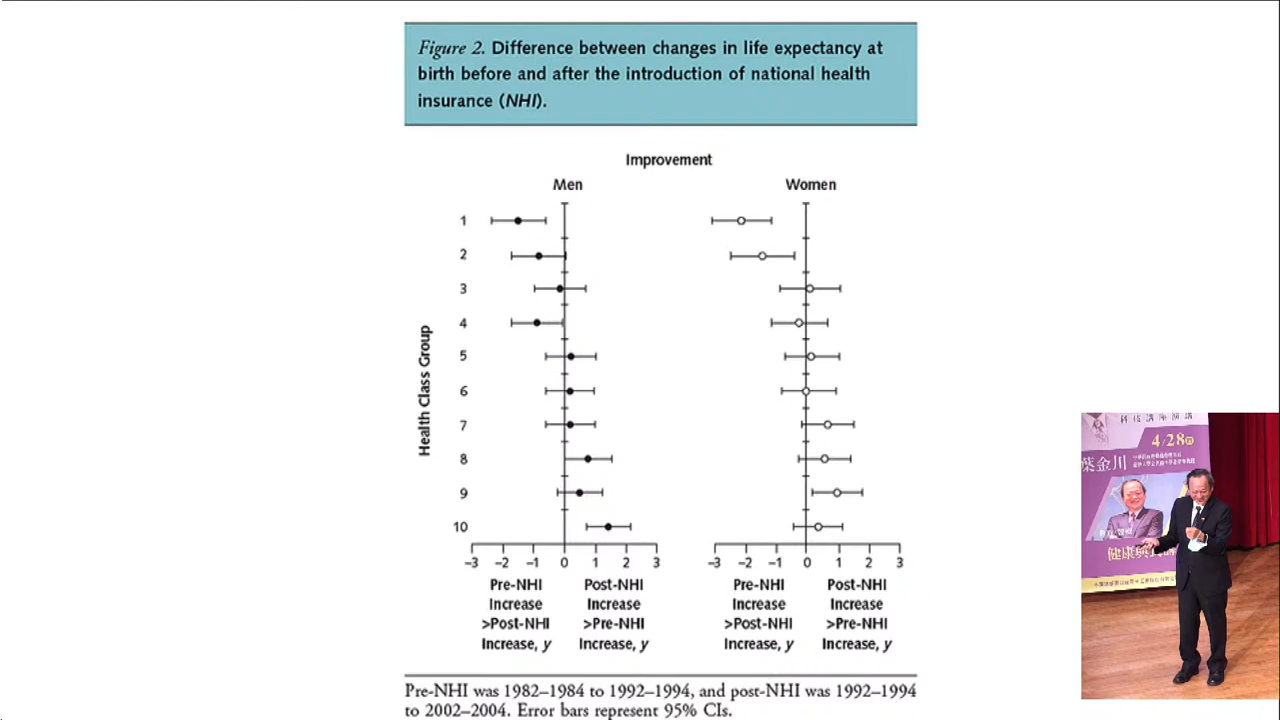 Figure 2. Difference between changes in life expectancy at
birth before and after the introduction of national health
insurance (NHI).
Improvement
Men
Women
Health Class Group
1
2
3
4
5
6
7
8
9
10
–3 –2 –1 0 1 2 3
–3 –2 –1 0 1 2 3
Pre-NHI
Increase
>Post-NHI
Increase, y
Post-NHI
Increase
>Pre-NHI
Increase, y
Pre-NHI
Increase
>Post-NHI
Increase, y
Post-NHI
Increase
>Pre-NHI
Increase, y
Pre-NHI was 1982–1984 to 1992–1994, and post-NHI was 1992–1994
to 2002–2004. Error bars represent 95% CIs.
4/28
葉金川
健康與